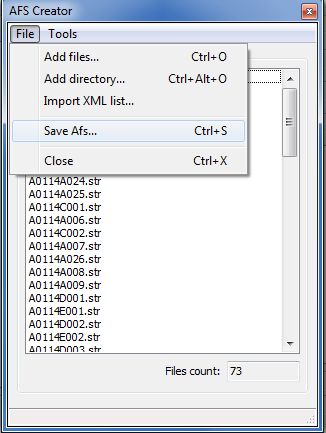 AFS Creator
File Tools
Add files... Ctrl+O
Add directory... Ctrl+Alt+O
Import XML list...
Save Afs... Ctrl+S
Close Ctrl+X
A0114A024.str
A0114A025.str
A0114C001.str
A0114A006.str
A0114C002.str
A0114A007.str
A0114A026.str
A0114A008.str
A0114A009.str
A0114D001.str
A0114E001.str
A0114D002.str
A0114E002.str
A0114D003.str
Files count: 73